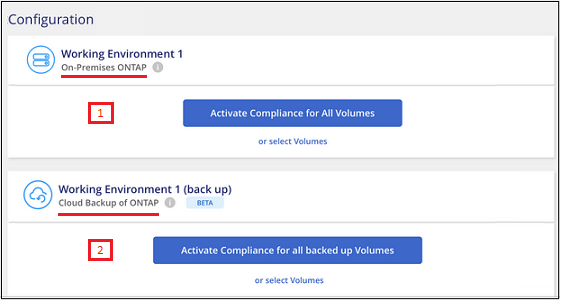 Configuration
Working Environment 1
On-Premises ONTAP i
1
Activate Compliance for All Volumes
or select Volumes
Working Environment 1 (back up)
Cloud Backup of ONTAP i BETA
2
Activate Compliance for all backed up Volumes
or select Volumes